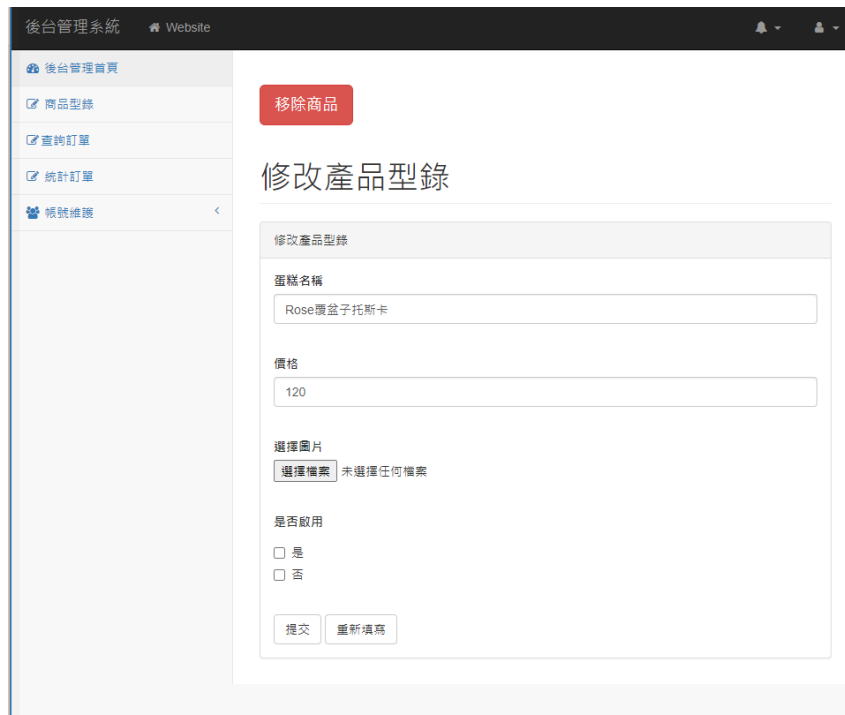 後台管理系統 Website
後台管理首頁
商品型錄
查詢訂單
統計訂單
帳號維護
移除商品
修改產品型錄
修改產品型錄
蛋糕名稱
Rose覆盆子托斯卡
價格
120
選擇圖片
選擇檔案 未選擇任何檔案
是否啟用
是
否
提交 重新填寫